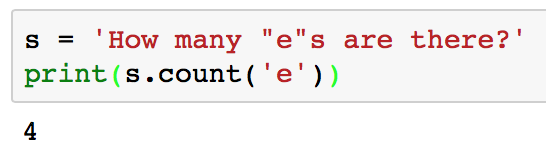 s = 'How many "e"s are there?'
print(s.count('e'))
4